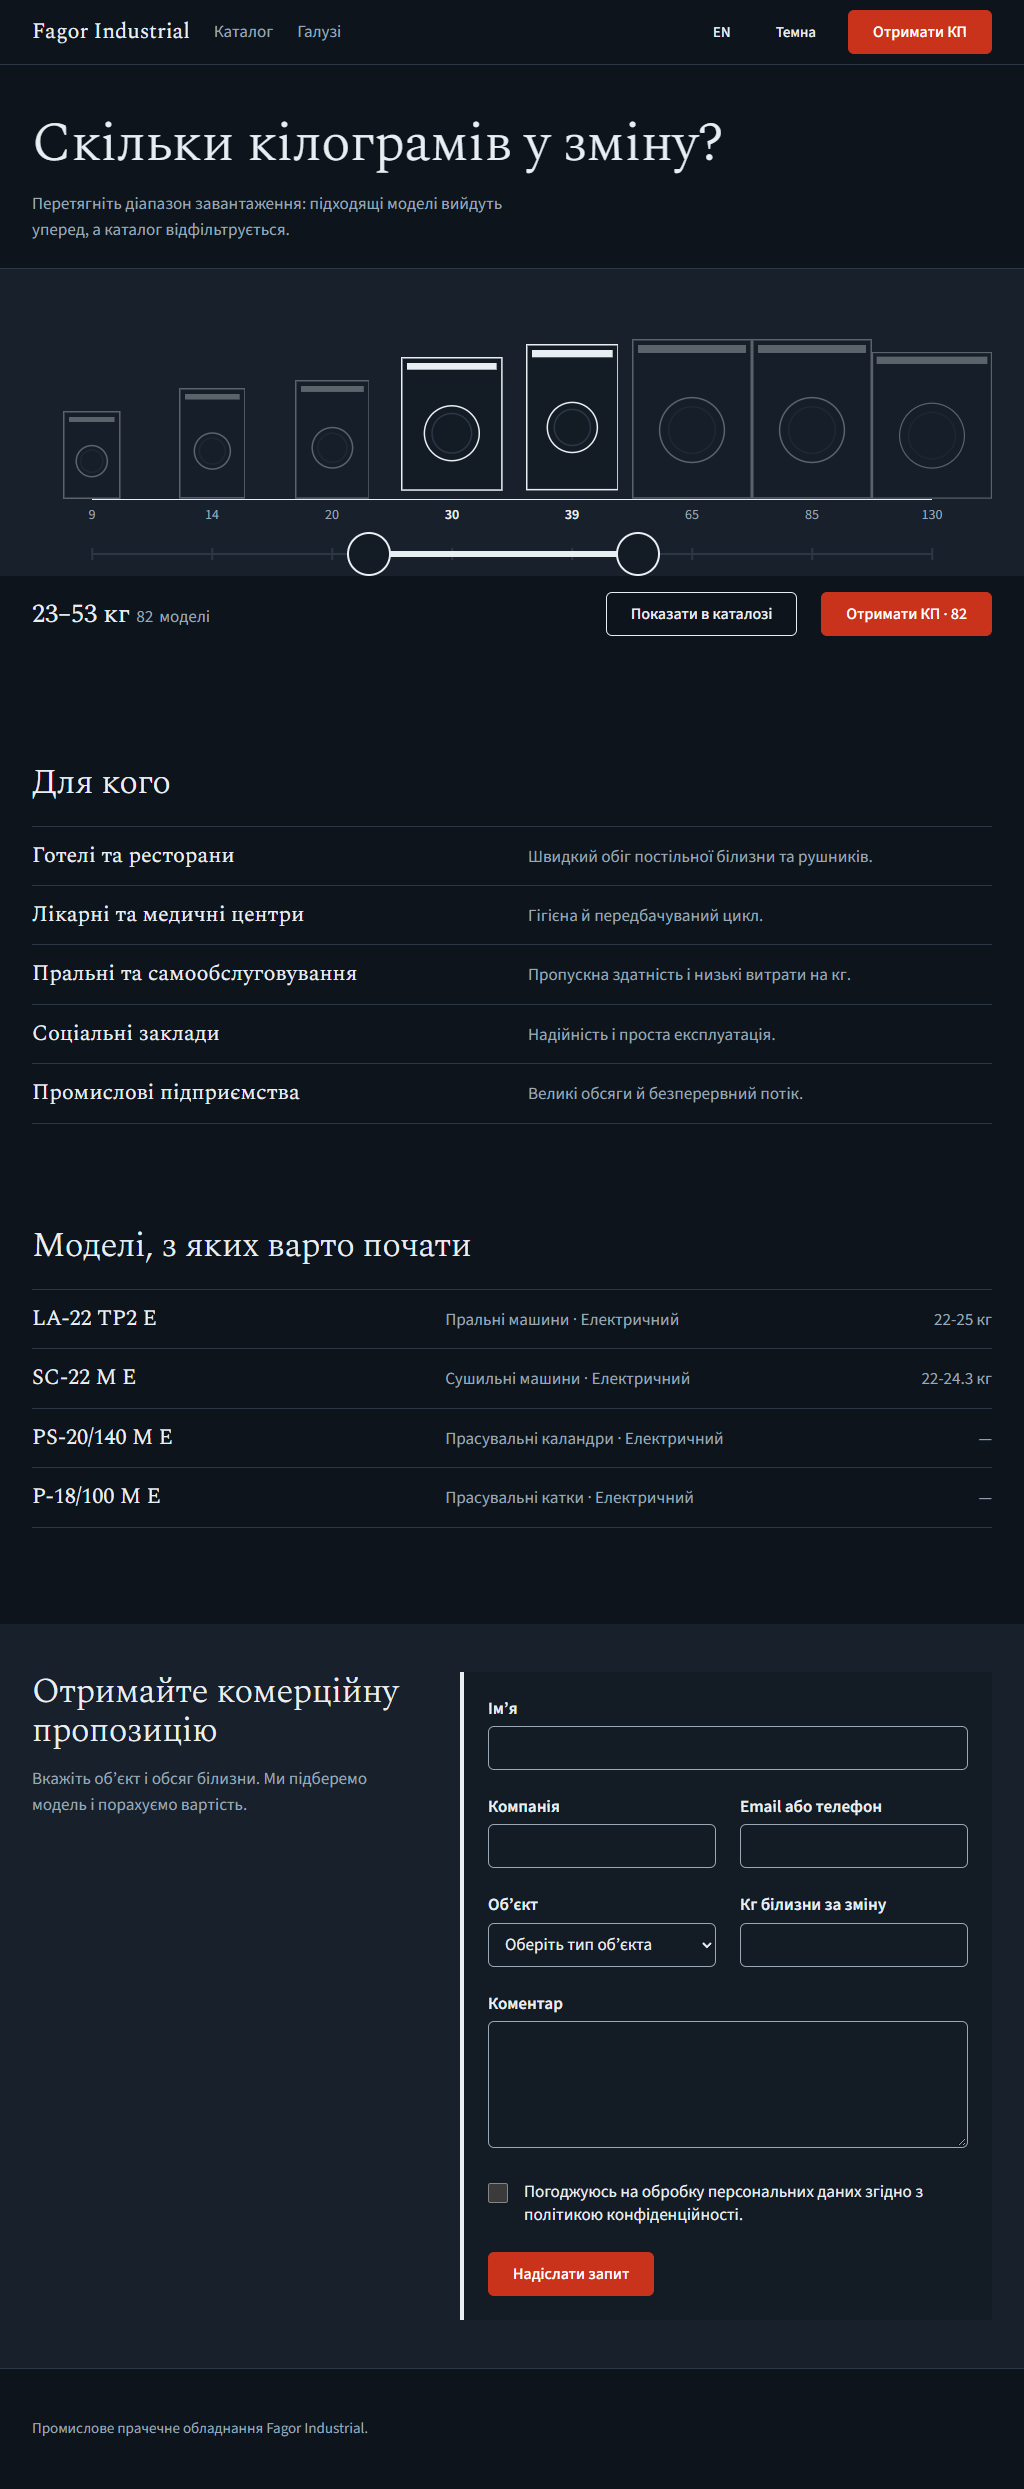 Fagor Industrial Каталог Галузі EN Темна Отримати КП
Скільки кілограмів у зміну?
Перетягніть діапазон завантаження: підходящі моделі вийдуть
уперед, а каталог відфільтрується.
9 14 20 30 39 65 85 130
23–53 кг 82 моделі Показати в каталозі Отримати КП · 82
Для кого
Готелі та ресторани Швидкий обіг постільної білизни та рушників.
Лікарні та медичні центри Гігієна й передбачуваний цикл.
Пральні та самообслуговування Пропускна здатність і низькі витрати на кг.
Соціальні заклади Надійність і проста експлуатація.
Промислові підприємства Великі обсяги й безперервний потік.
Моделі, з яких варто почати
LA-22 TP2 E Пральні машини · Електричний 22-25 кг
SC-22 M E Сушильні машини · Електричний 22-24.3 кг
PS-20/140 M E Прасувальні каландри · Електричний —
P-18/100 M E Прасувальні катки · Електричний —
Отримайте комерційну
пропозицію
Вкажіть об’єкт і обсяг білизни. Ми підберемо
модель і порахуємо вартість.
Ім’я
Компанія Email або телефон
Об’єкт Кг білизни за зміну
Оберіть тип об’єкта
Коментар
Погоджуюсь на обробку персональних даних згідно з
політикою конфіденційності.
Надіслати запит
Промислове прачечне обладнання Fagor Industrial.